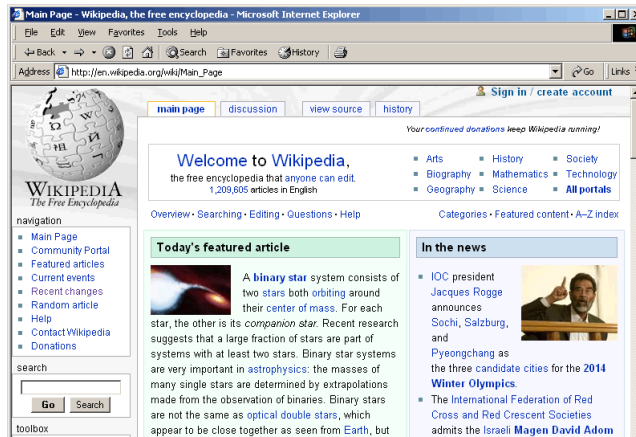 Main Page - Wikipedia, the free encyclopedia - Microsoft Internet Explorer
File Edit View Favorites Tools Help
Back Search Favorites History
Address http://en.wikipedia.org/wiki/Main_Page Go Links
Sign in / create account
main page discussion view source history
Your continued donations keep Wikipedia running!
WIKIPEDIA
The Free Encyclopedia
navigation
Main Page
Community Portal
Featured articles
Current events
Recent changes
Random article
Help
Contact Wikipedia
Donations
search
Go Search
toolbox
Welcome to Wikipedia,
the free encyclopedia that anyone can edit.
1,209,605 articles in English
Arts History Society
Biography Mathematics Technology
Geography Science All portals
Overview · Searching · Editing · Questions · Help
Categories · Featured content · A–Z index
Today's featured article
A binary star system consists of
two stars both orbiting around
their center of mass. For each
star, the other is its companion star. Recent research
suggests that a large fraction of stars are part of
systems with at least two stars. Binary star systems
are very important in astrophysics: the masses of
many single stars are determined by extrapolations
made from the observation of binaries. Binary stars
are not the same as optical double stars, which
appear to be close together as seen from Earth, but
In the news
IOC president
Jacques Rogge
announces
Sochi, Salzburg,
and
Pyeongchang as
the three candidate cities for the 2014
Winter Olympics.
The International Federation of Red
Cross and Red Crescent Societies
admits the Israeli Magen David Adom